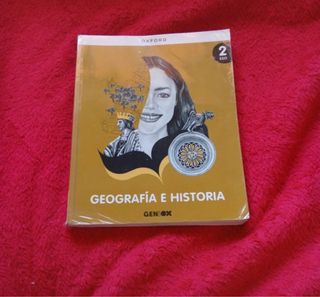 OXFORD
2
ESO
GEOGRAFÍA E HISTORIA
GENiOX